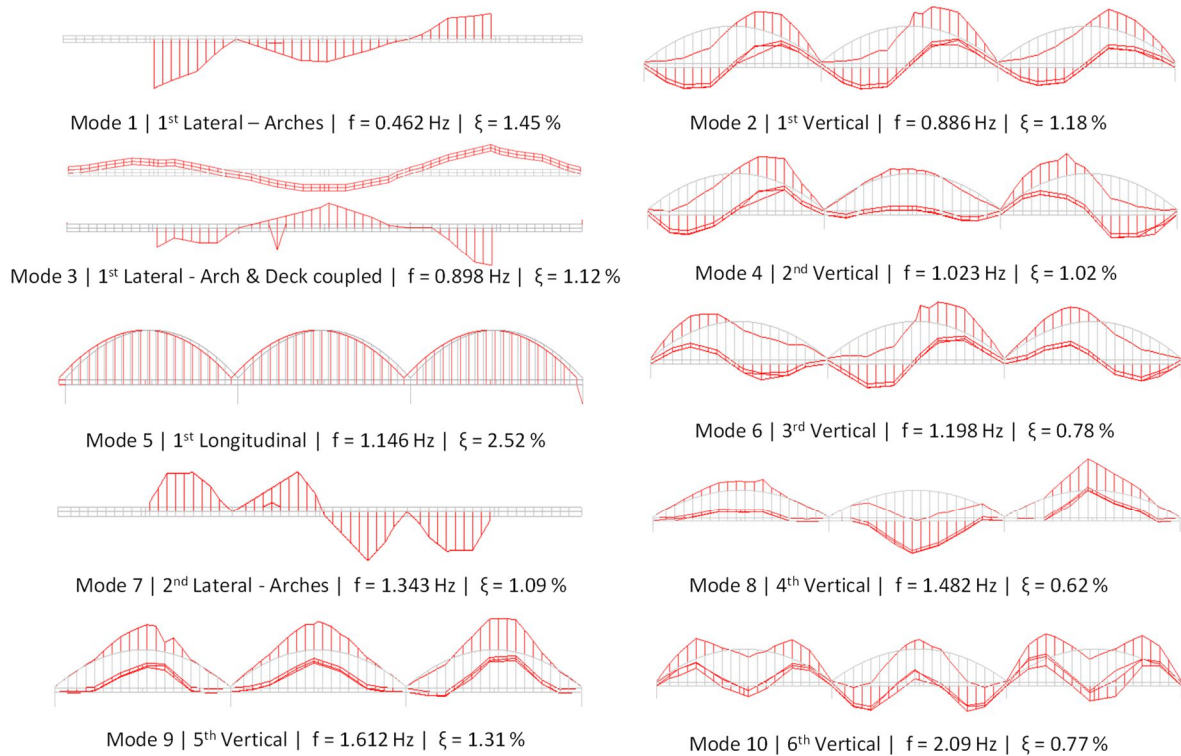 Mode 1 | 1st Lateral – Arches | f = 0.462 Hz | ξ = 1.45 %
Mode 2 | 1st Vertical | f = 0.886 Hz | ξ = 1.18 %
Mode 3 | 1st Lateral - Arch & Deck coupled | f = 0.898 Hz | ξ = 1.12 %
Mode 4 | 2nd Vertical | f = 1.023 Hz | ξ = 1.02 %
Mode 5 | 1st Longitudinal | f = 1.146 Hz | ξ = 2.52 %
Mode 6 | 3rd Vertical | f = 1.198 Hz | ξ = 0.78 %
Mode 7 | 2nd Lateral - Arches | f = 1.343 Hz | ξ = 1.09 %
Mode 8 | 4th Vertical | f = 1.482 Hz | ξ = 0.62 %
Mode 9 | 5th Vertical | f = 1.612 Hz | ξ = 1.31 %
Mode 10 | 6th Vertical | f = 2.09 Hz | ξ = 0.77 %